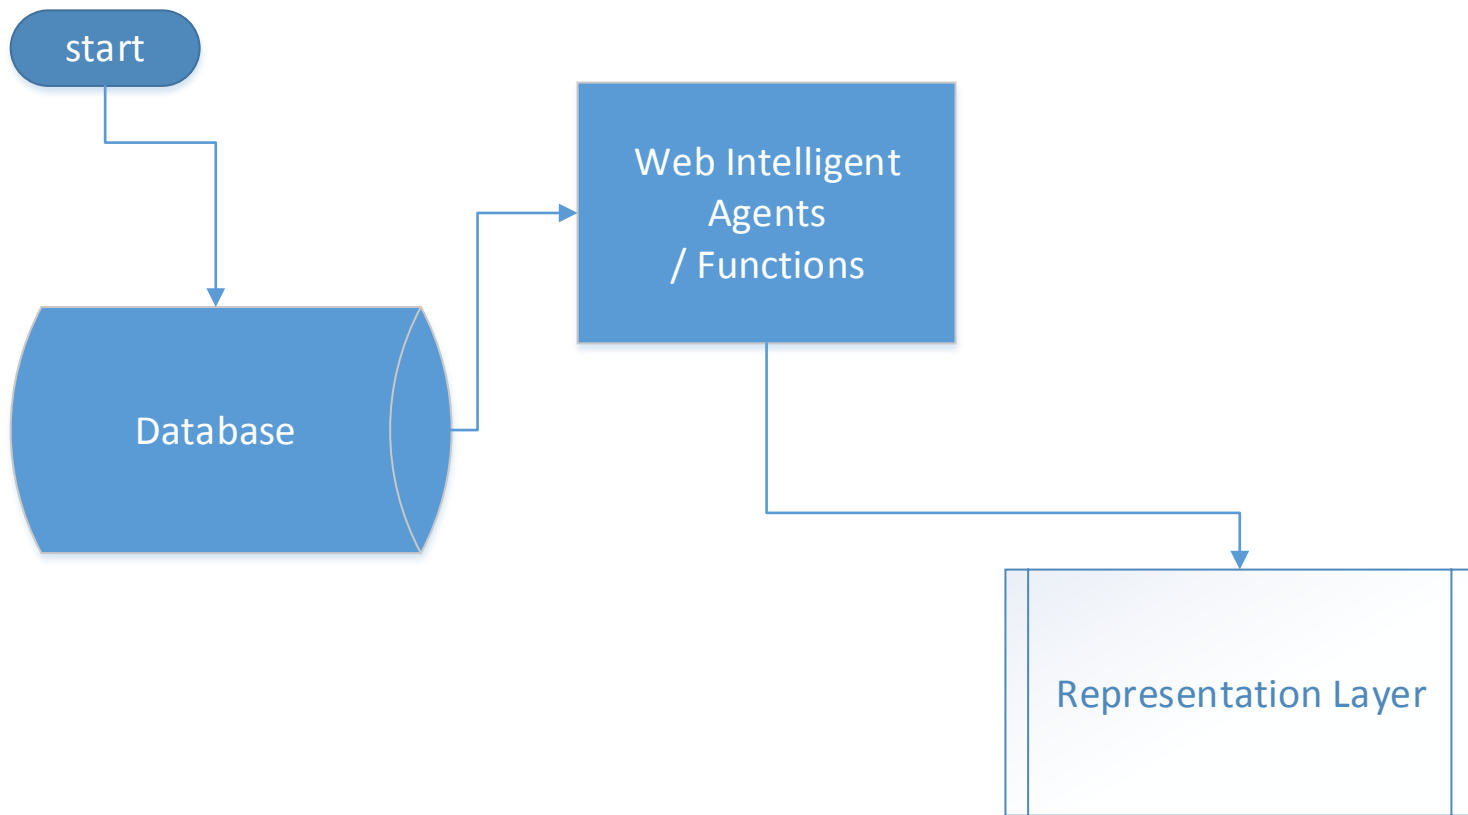 start
Web Intelligent
Agents
/ Functions
Database
Representation Layer